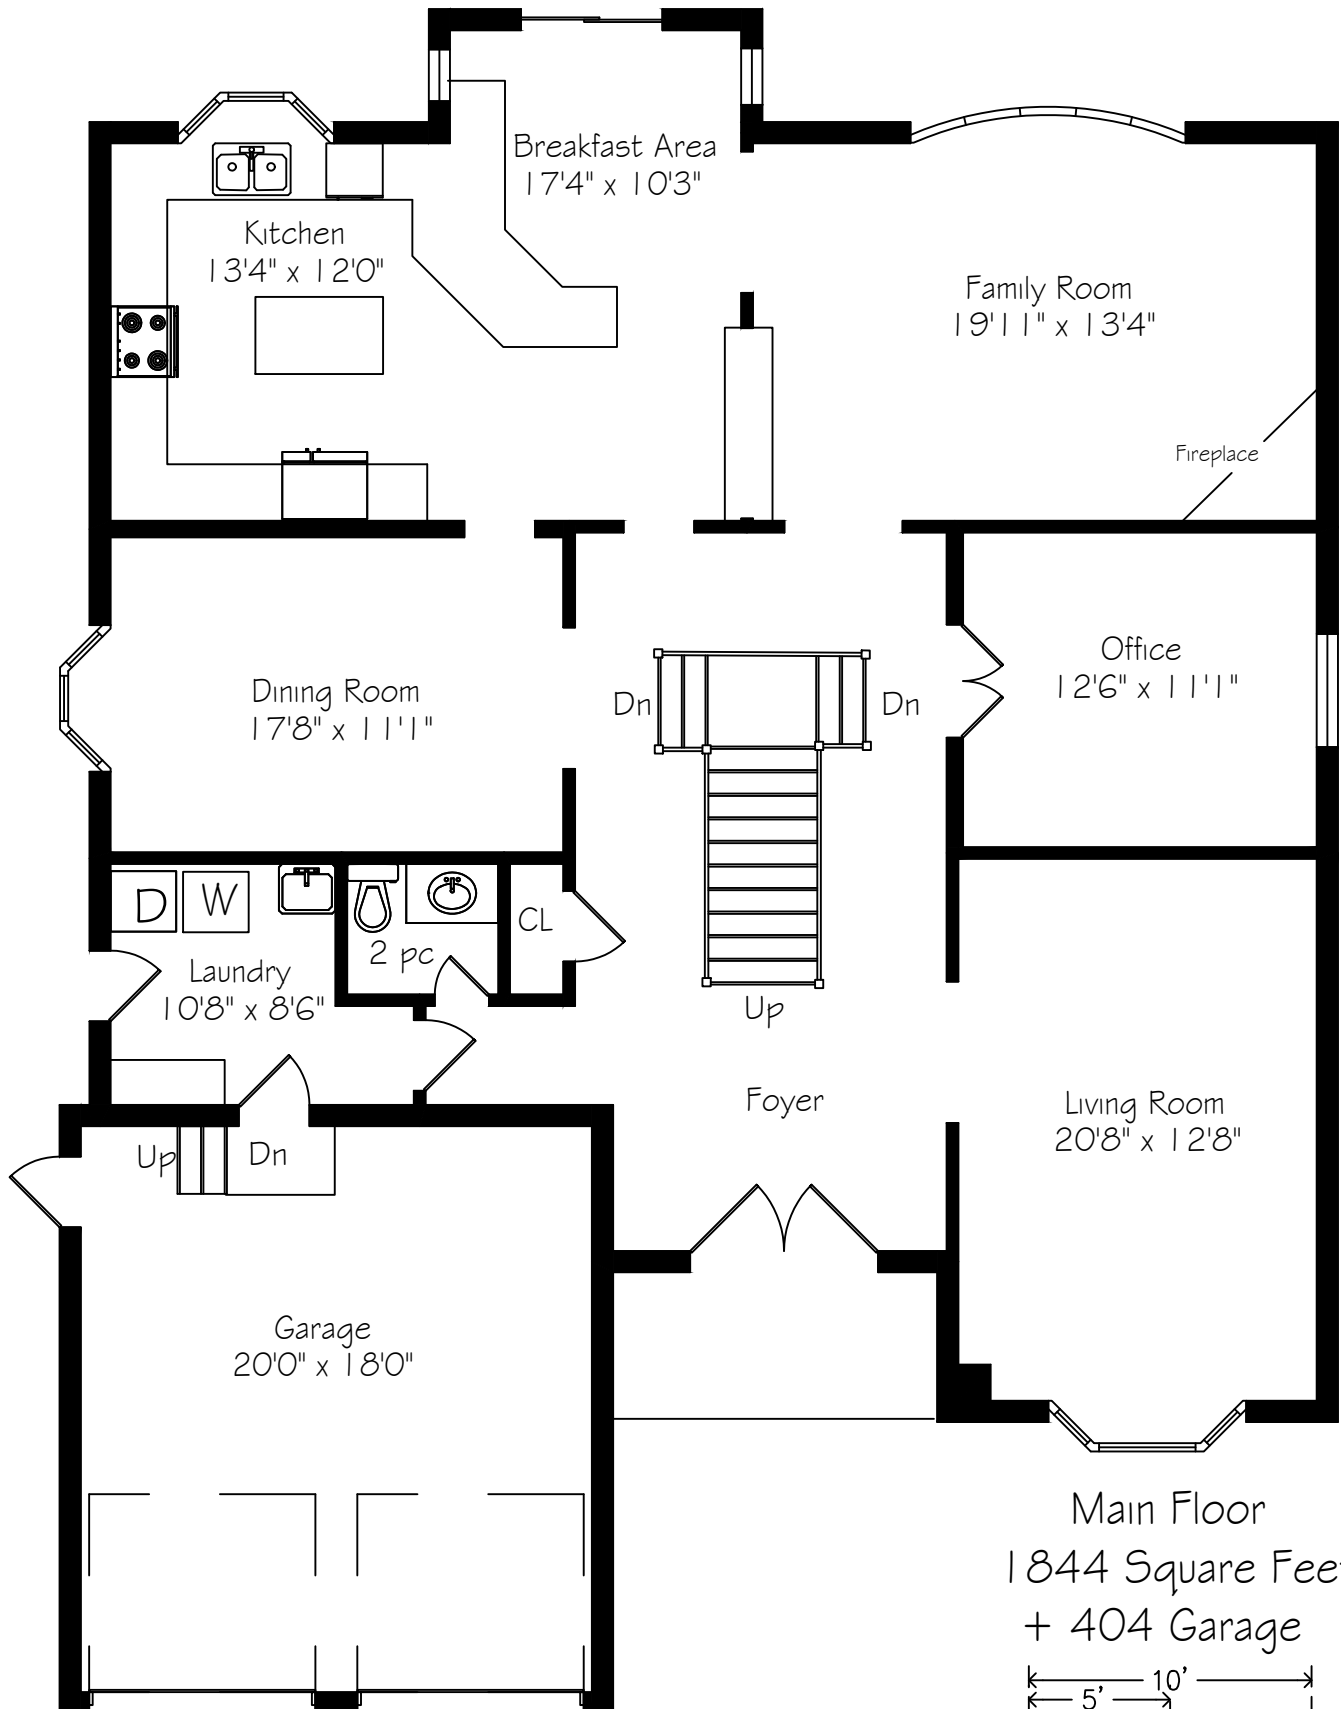 Breakfast Area
17'4" x 10'3"
Kitchen
13'4" x 12'0"
Family Room
19'11" x 13'4"
Fireplace
Office
12'6" x 11'1"
Dining Room
17'8" x 11'1"
Dn
Dn
D
W
CL
2 pc
Laundry
10'8" x 8'6"
Up
Foyer
Living Room
20'8" x 12'8"
Up
Dn
Garage
20'0" x 18'0"
Main Floor
1844 Square Feet
+ 404 Garage
10'
5'